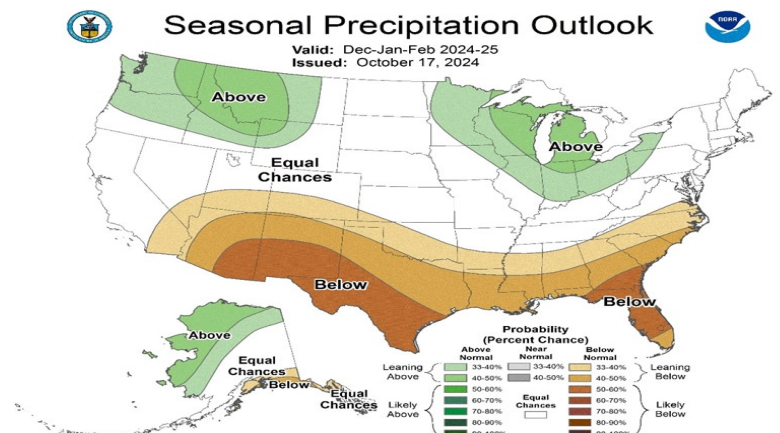 Seasonal Precipitation Outlook
NOAA
Valid: Dec-Jan-Feb 2024-25
Issued: October 17, 2024
Above
Equal
Chances
Above
Below
Below
Above
Equal
Chances
Below
Equal
Chances
Probability
(Percent Chance)
Above
Normal
Near
Normal
Below
Normal
Leaning
Above
33-40%
33-40%
33-40%
Leaning
Below
40-50%
40-50%
40-50%
50-60%
50-60%
Likely
Above
60-70%
Equal
Chances
60-70%
Likely
Below
70-80%
70-80%
80-90%
80-90%